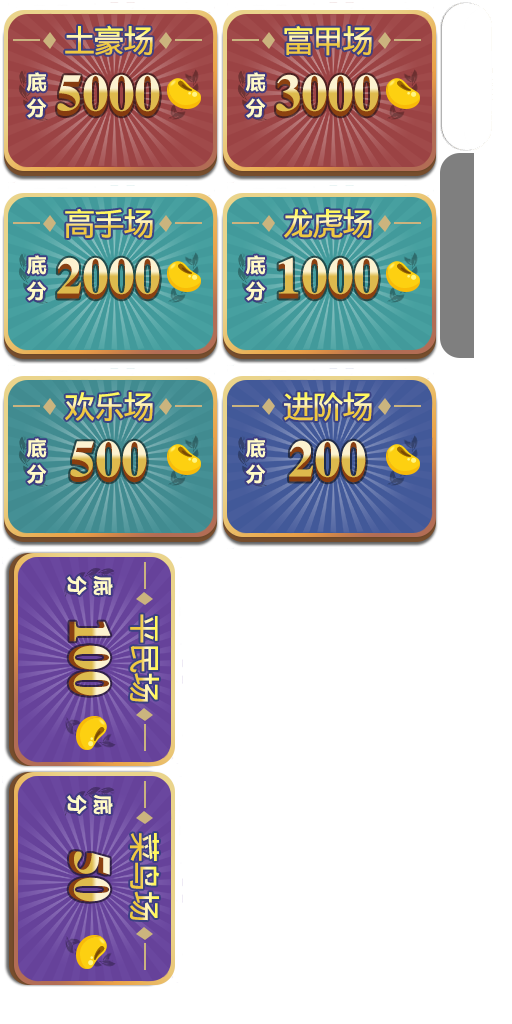 土豪场
底分 5000
富甲场
底分 3000
高手场
底分 2000
龙虎场
底分 1000
欢乐场
底分 500
进阶场
底分 200
平民场
底分 100
菜鸟场
底分 50